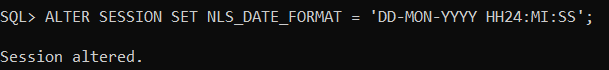 SQL> ALTER SESSION SET NLS_DATE_FORMAT = 'DD-MON-YYYY HH24:MI:SS';
Session altered.